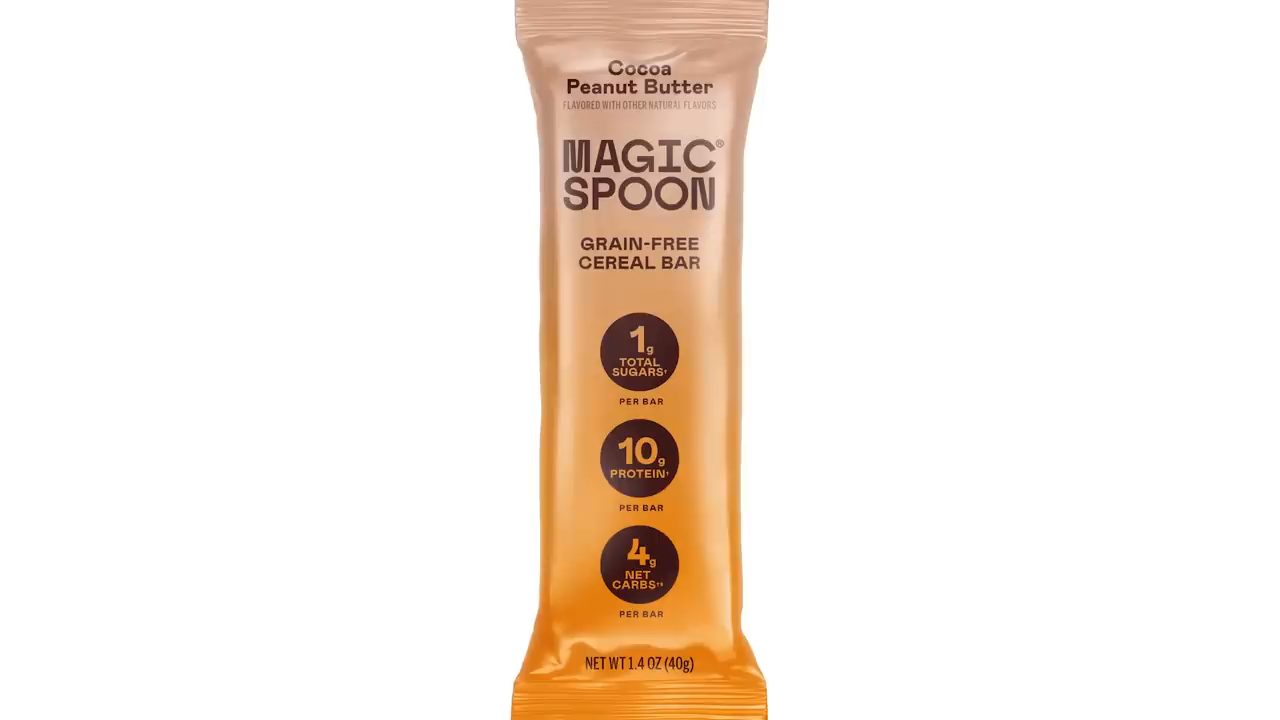 Cocoa
Peanut Butter
FLAVORED WITH OTHER NATURAL FLAVORS
MAGIC®
SPOON
GRAIN-FREE
CEREAL BAR
1g
TOTAL
SUGARS†
PER BAR
10g
PROTEIN†
PER BAR
4g
NET
CARBS†‡
PER BAR
NET WT 1.4 OZ (40g)